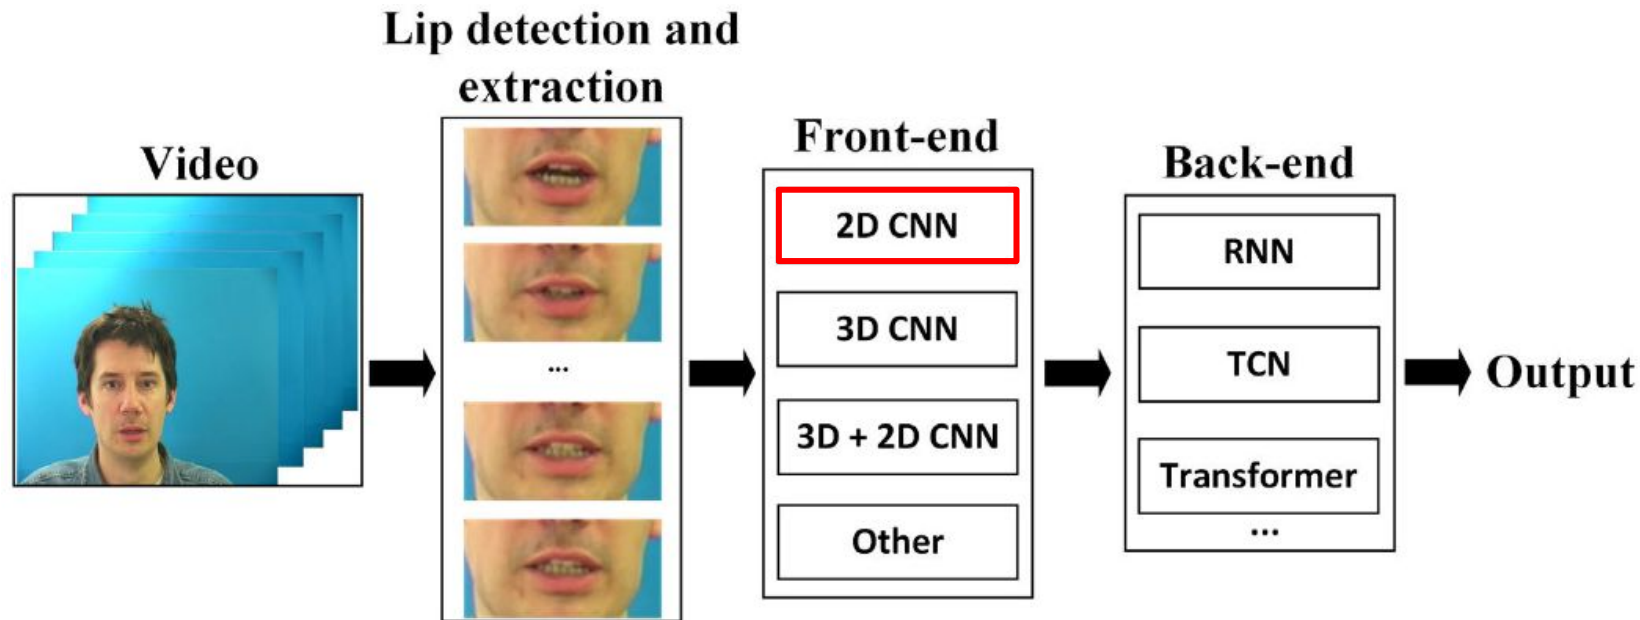 Video
Lip detection and
extraction
...
Front-end
2D CNN
3D CNN
3D + 2D CNN
Other
Back-end
RNN
TCN
Transformer
...
Output